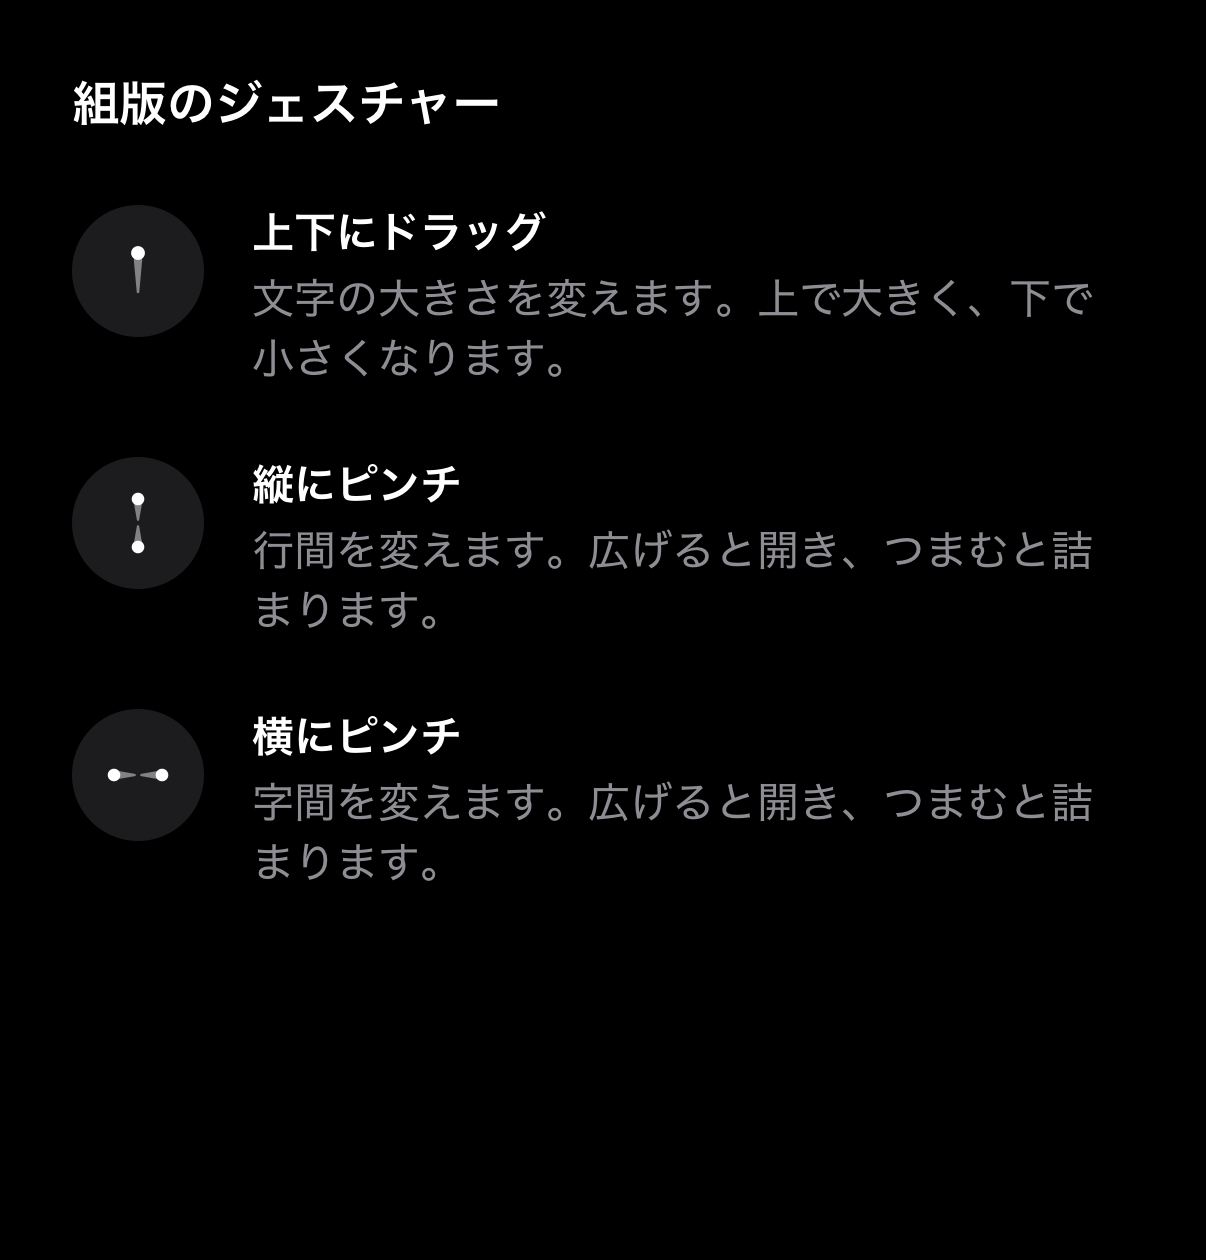 組版のジェスチャー
上下にドラッグ
文字の大きさを変えます。上で大きく、下で
小さくなります。
縦にピンチ
行間を変えます。広げると開き、つまむと詰
まります。
横にピンチ
字間を変えます。広げると開き、つまむと詰
まります。